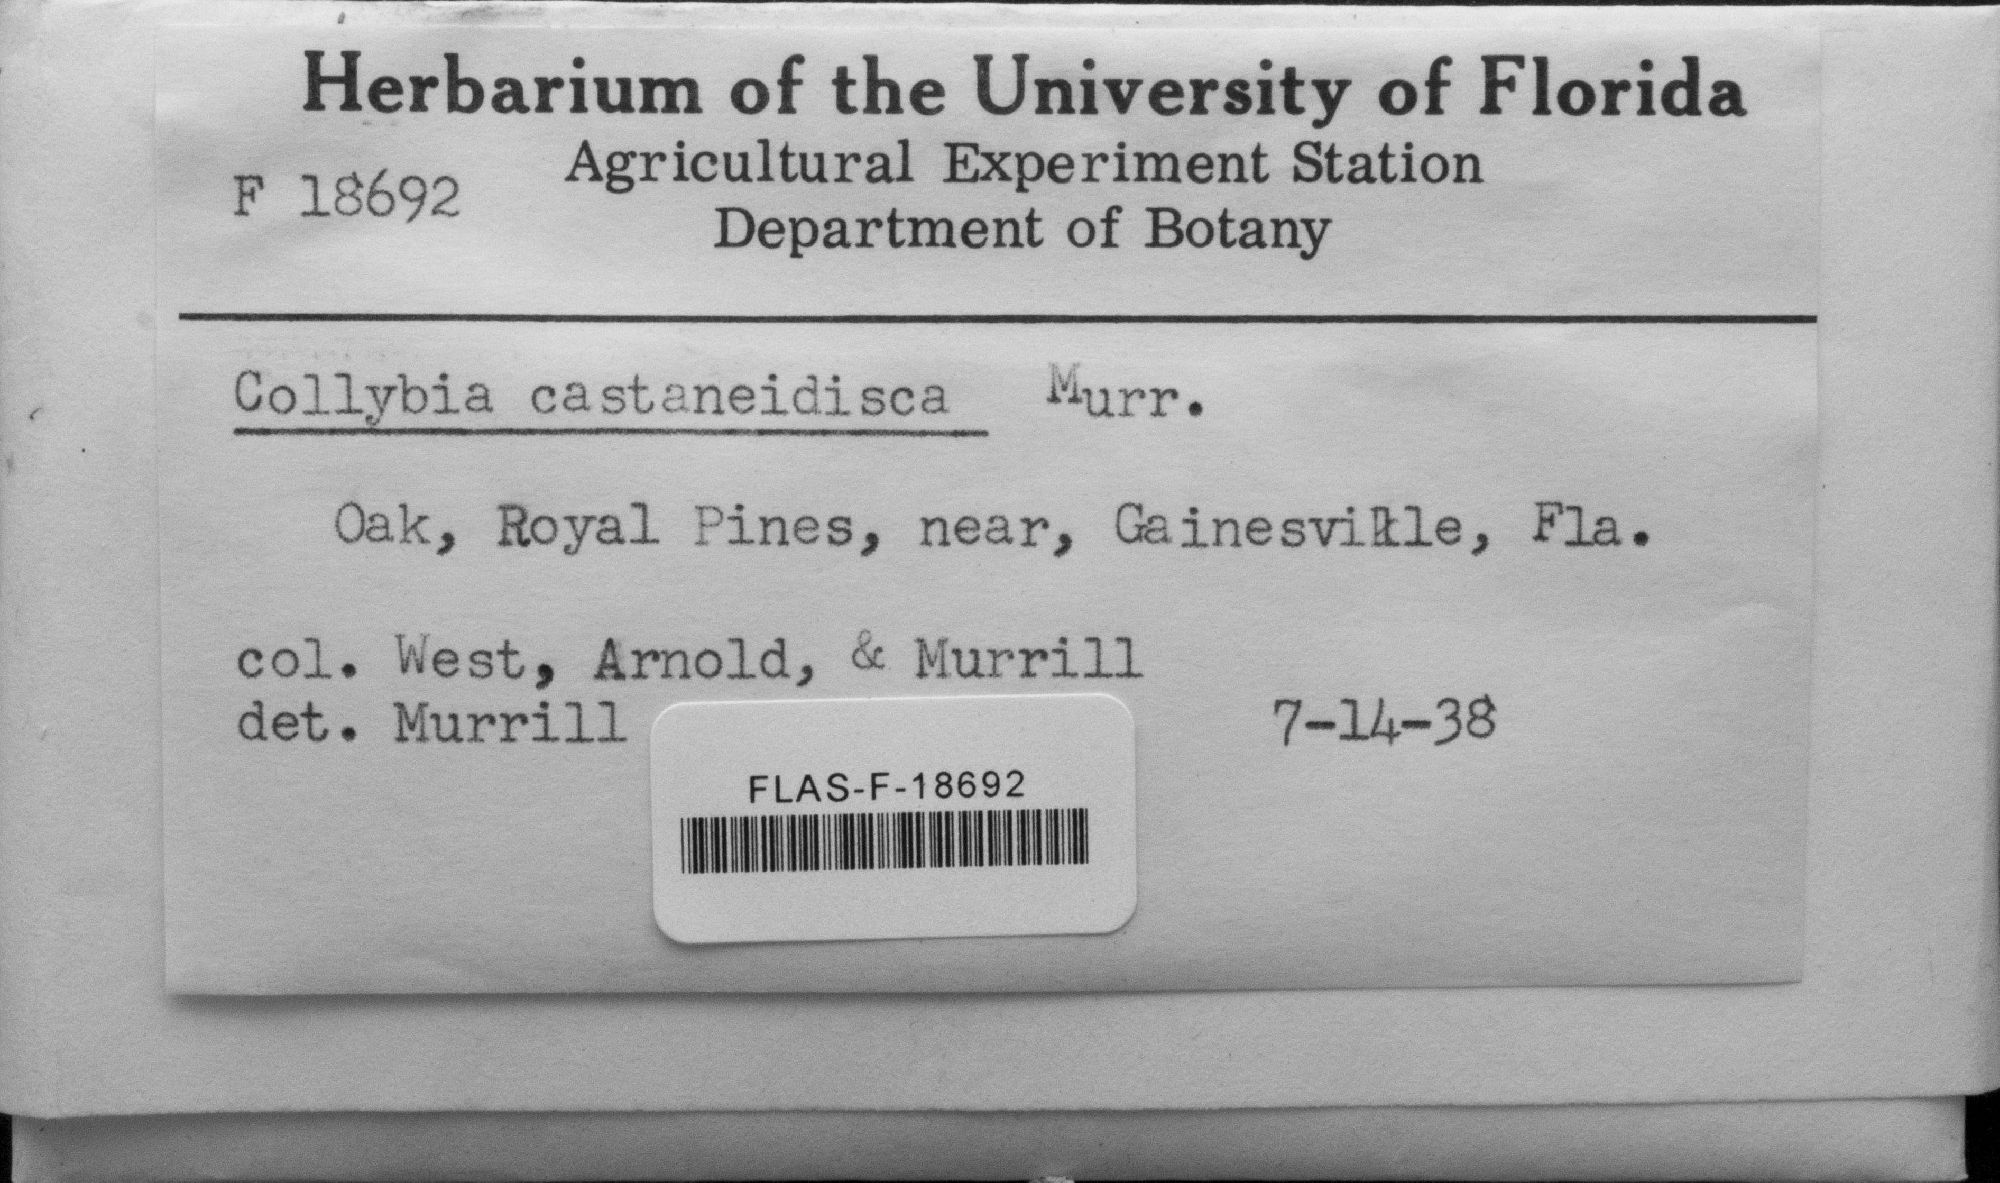 Herbarium of the University of Florida
Agricultural Experiment Station
F 18692
Department of Botany
Collybia castaneidisca Murr.
Oak, Royal Pines, near, Gainesville, Fla.
col. West, Arnold, & Murrill
det. Murrill 7-14-38
FLAS-F-18692